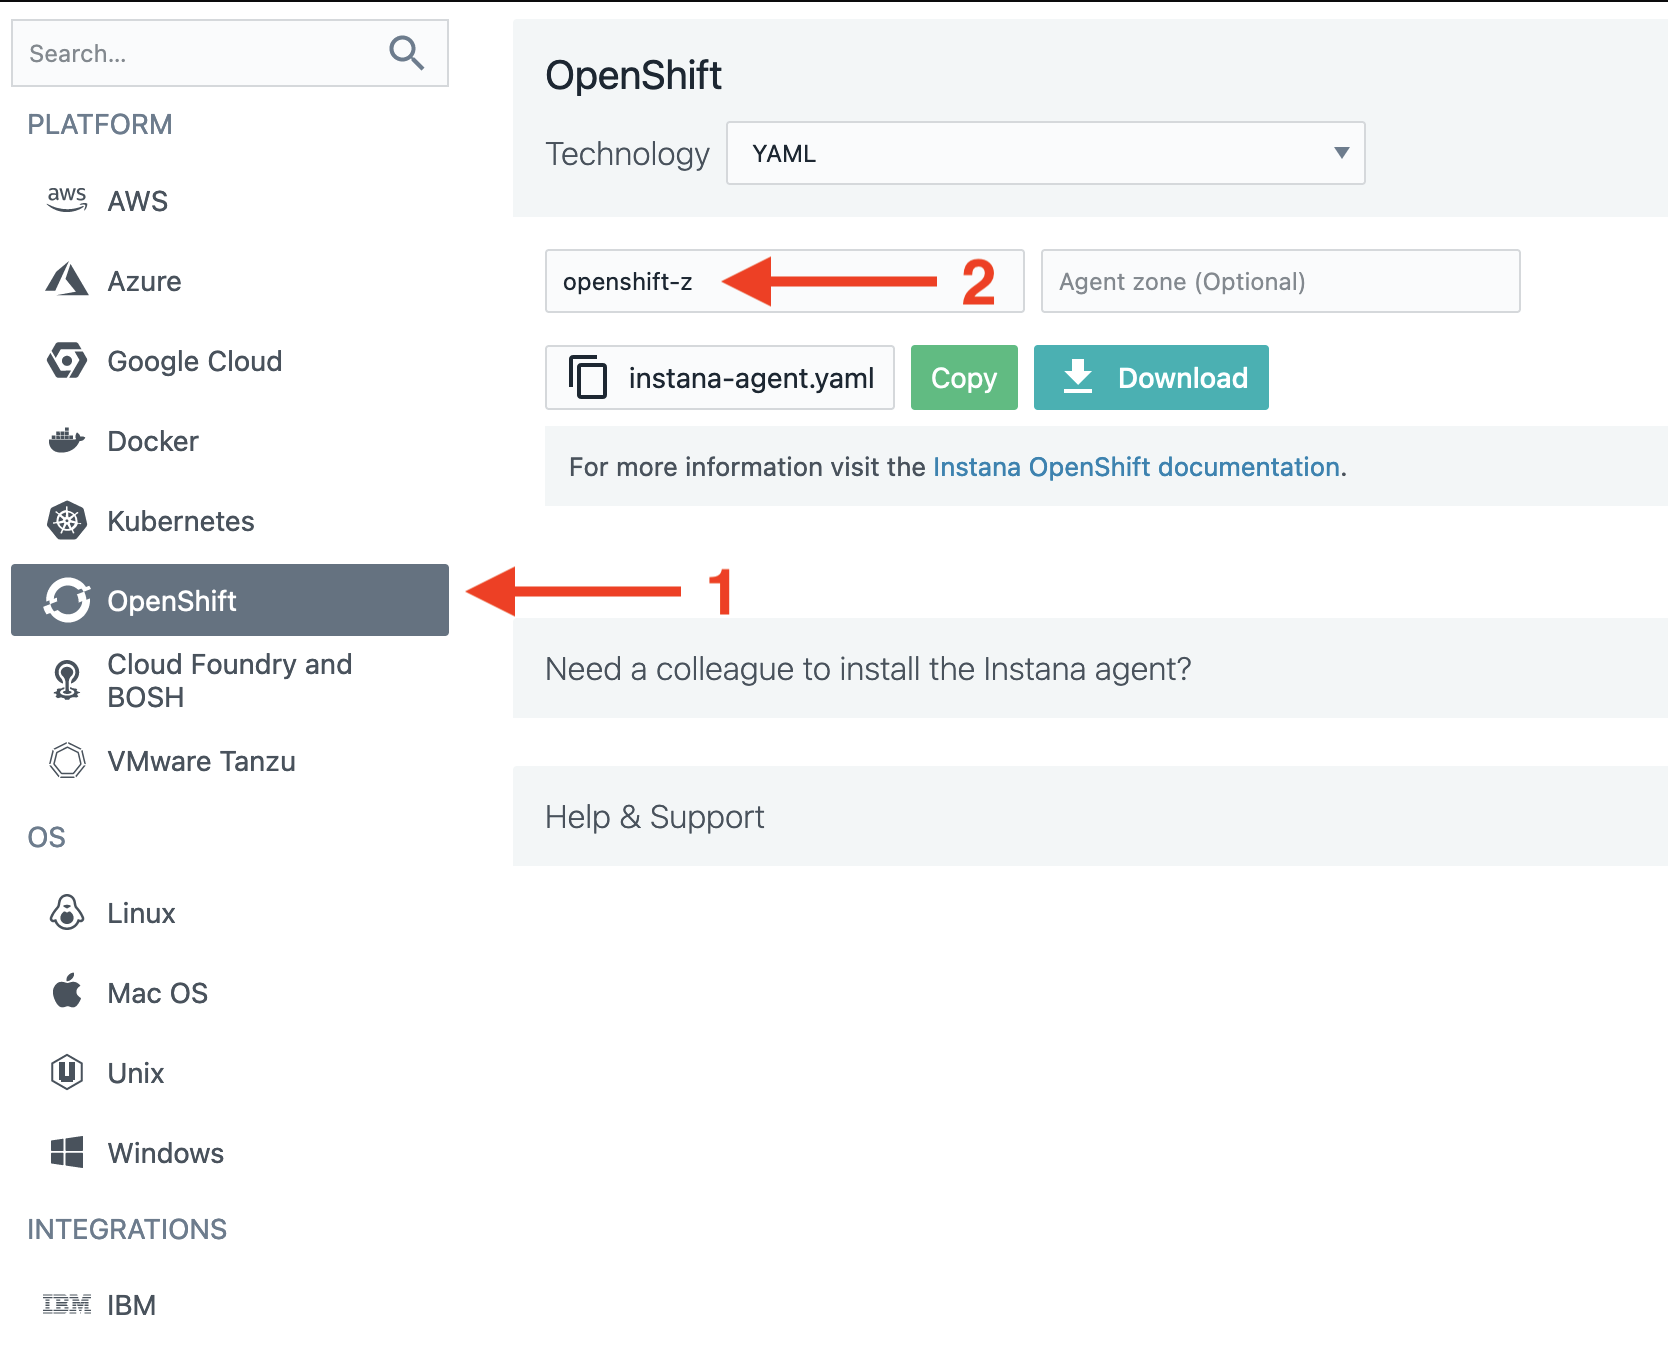 Search...
PLATFORM
aws AWS
Azure
Google Cloud
Docker
Kubernetes
OpenShift
Cloud Foundry and
BOSH
VMware Tanzu
OS
Linux
Mac OS
Unix
Windows
INTEGRATIONS
IBM IBM
OpenShift
Technology YAML
openshift-z 2 Agent zone (Optional)
instana-agent.yaml Copy Download
For more information visit the Instana OpenShift documentation.
1
Need a colleague to install the Instana agent?
Help & Support